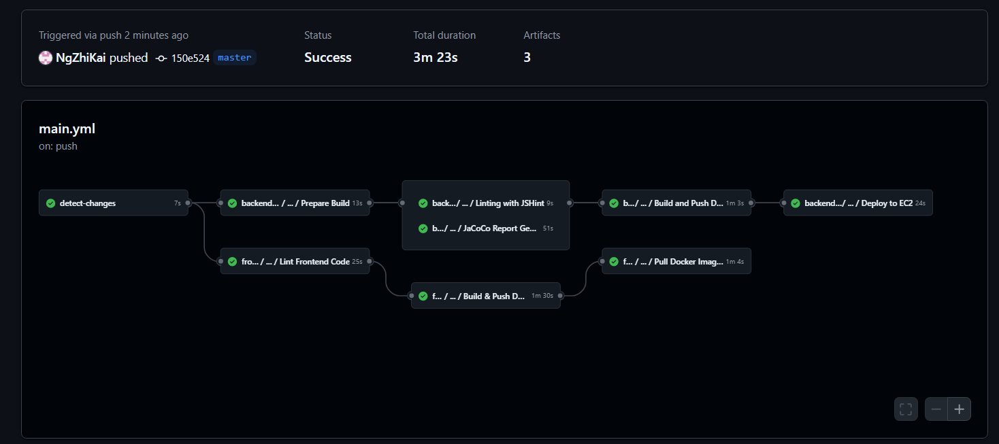 Triggered via push 2 minutes ago
NgZhiKai pushed 150e524 master
Status
Success
Total duration
3m 23s
Artifacts
3
main.yml
on: push
detect-changes 7s
backend... / ... / Prepare Build 13s
back.../ ... / Linting with JSHint 9s
b.../ ... / JaCoCo Report Ge... 51s
b.../ ... / Build and Push D... 1m 3s
backend.../ ... / Deploy to EC2 24s
fro... / ... / Lint Frontend Code 25s
f... / ... / Build & Push D... 1m 30s
f... / ... / Pull Docker Imag... 1m 4s